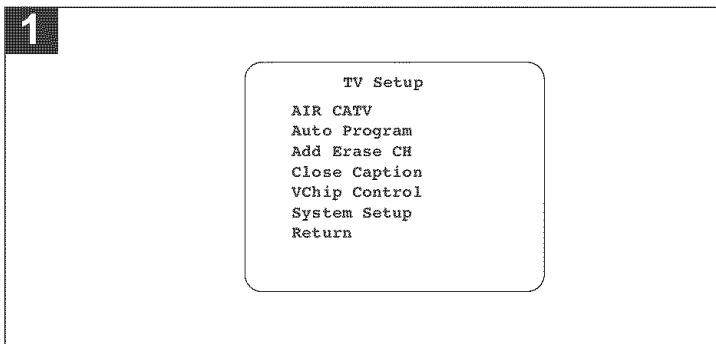 1
TV Setup
AIR CATV
Auto Program
Add Erase CH
Close Caption
VChip Control
System Setup
Return